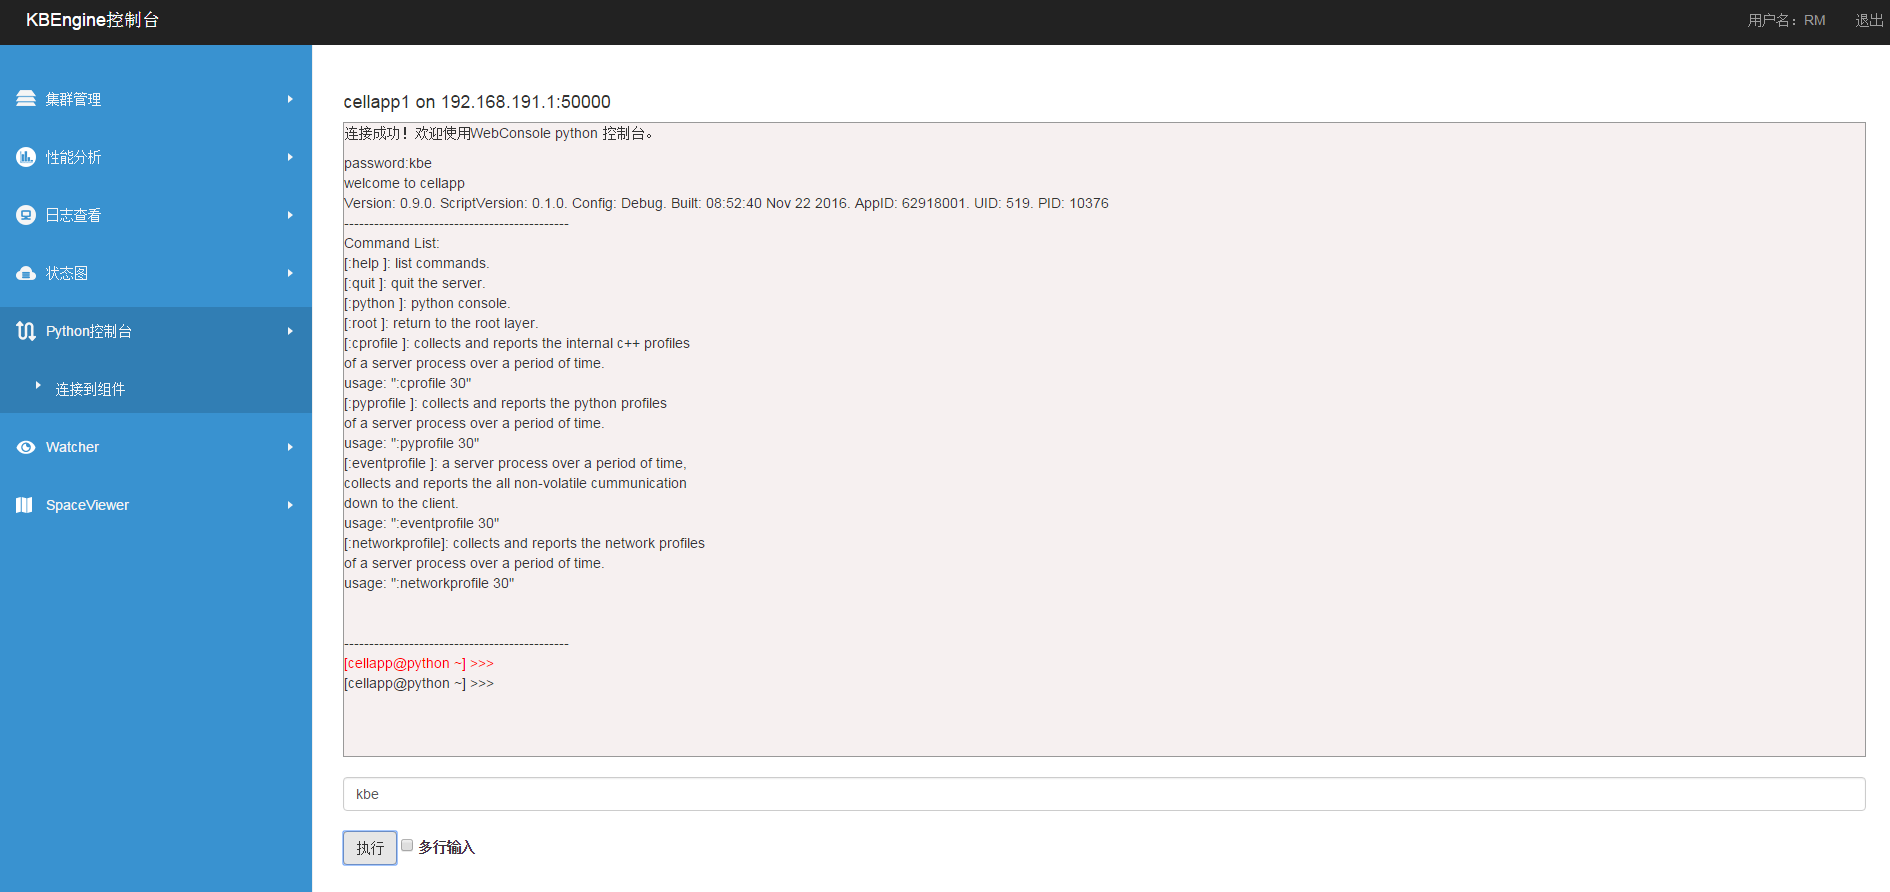 KBEngine控制台
用户名：RM 退出
集群管理
性能分析
日志查看
状态图
Python控制台
连接到组件
Watcher
SpaceViewer
cellapp1 on 192.168.191.1:50000
连接成功！欢迎使用WebConsole python 控制台。
password:kbe
welcome to cellapp
Version: 0.9.0. ScriptVersion: 0.1.0. Config: Debug. Built: 08:52:40 Nov 22 2016. AppID: 62918001. UID: 519. PID: 10376
---------------------------------------------
Command List:
[:help ]: list commands.
[:quit ]: quit the server.
[:python ]: python console.
[:root ]: return to the root layer.
[:cprofile ]: collects and reports the internal c++ profiles
of a server process over a period of time.
usage: ":cprofile 30"
[:pyprofile ]: collects and reports the python profiles
of a server process over a period of time.
usage: ":pyprofile 30"
[:eventprofile ]: a server process over a period of time,
collects and reports the all non-volatile cummunication
down to the client.
usage: ":eventprofile 30"
[:networkprofile]: collects and reports the network profiles
of a server process over a period of time.
usage: ":networkprofile 30"
---------------------------------------------
[cellapp@python ~] >>>
[cellapp@python ~] >>>
kbe
执行 多行输入